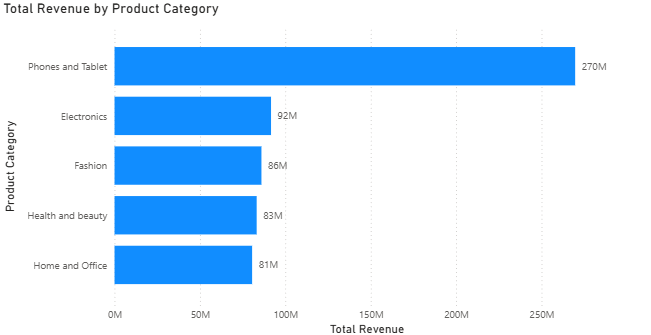 Total Revenue by Product Category
Phones and Tablet
270M
Electronics
92M
Fashion
86M
Health and beauty
83M
Home and Office
81M
Product Category
0M
50M
100M
150M
200M
250M
Total Revenue